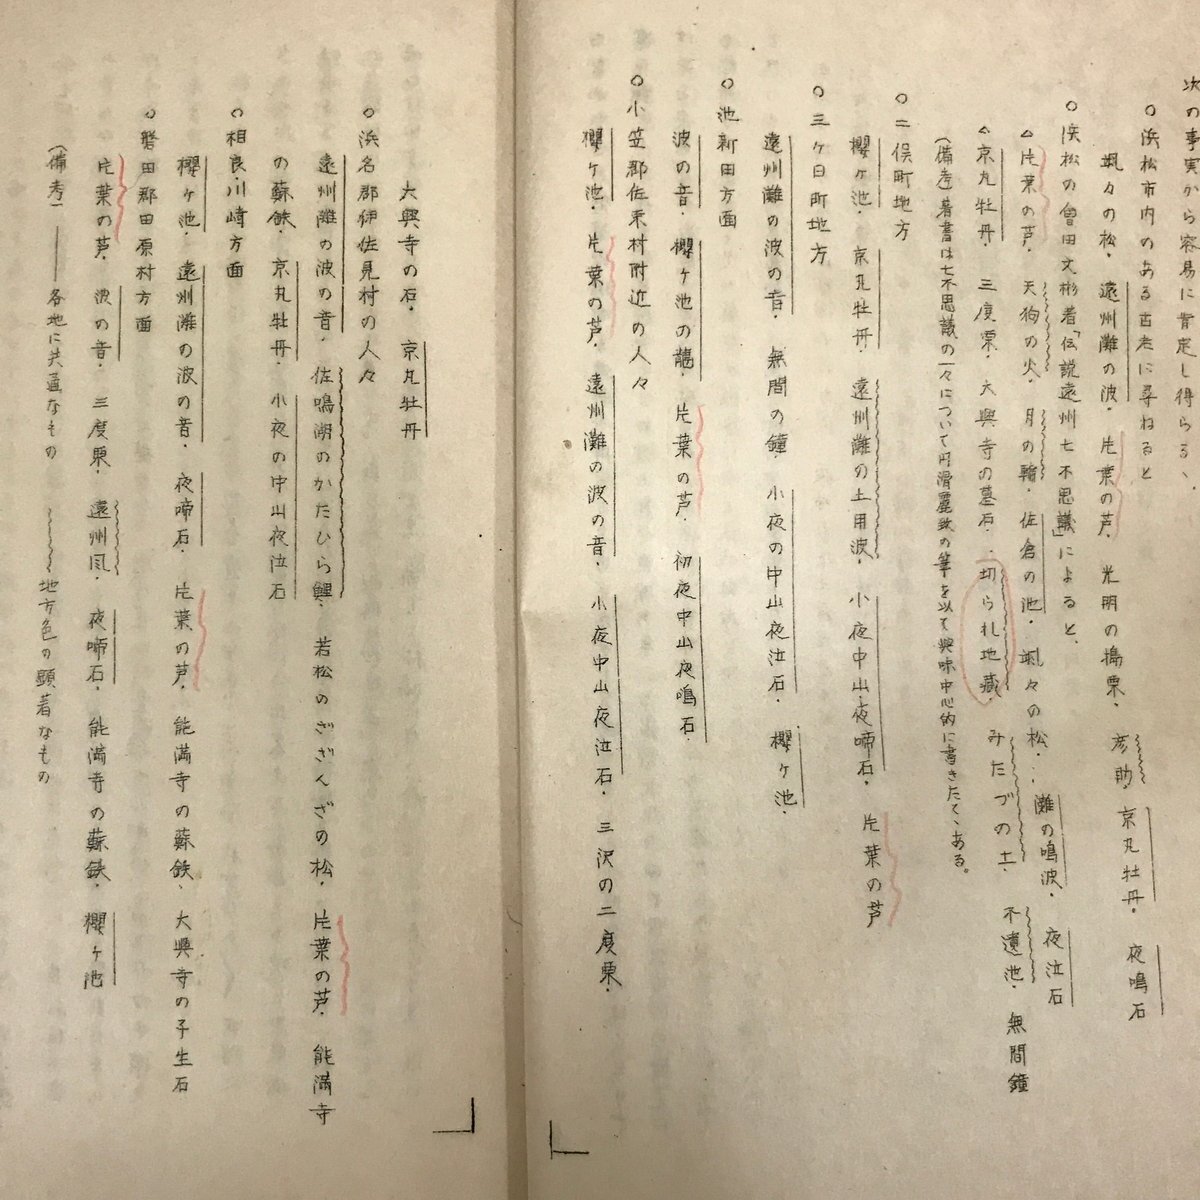 次の事実から容易に肯定し得らる、
○浜松市内のある古老に尋ねると
颯々の松・遠州灘の波・片葉の芦・光明の搗栗、彦助、京丸牡丹・夜鳴石
○浜松の曾田文彬著「伝説遠州七不思議」によると、
片葉の芦・天狗の火・月の輪・佐倉の池・颯々の松・灘の鳴波・夜泣石
京丸牡丹・三度栗・大興寺の墓石・切られ地蔵・みたづの土・不遺池・無間鐘
(備考 著書は七不思議の一々について円滑麗致の筆を以て興味中心的に書きたてゝある。
○二俣町地方
櫻ヶ池・京丸牡丹・遠州灘の土用波・小夜中山夜啼石・片葉の芦
○三ヶ日町地方
遠州灘の波の音・無間の鐘・小夜の中山夜泣石・櫻ヶ池・
○池新田方面
波の音・櫻ヶ池の龍・片葉の芦・初夜中山夜鳴石・
○小笠郡佐束村附近の人々
櫻ヶ池・片葉の芦・遠州灘の波の音・小夜中山夜泣石・三沢の二度栗・
大興寺の石・京丸牡丹
○浜名郡伊佐見村の人々
遠州灘の波の音・佐鳴湖のかたひら鯉・若松のざざんざの松・片葉の芦・能満寺
の蘇鉄・京丸牡丹・小夜の中山夜泣石
○相良川崎方面
櫻ヶ池・遠州灘の波の音・夜啼石・片葉の芦・能満寺の蘇鉄、大興寺の子生石
○磐田郡田原村方面
片葉の芦・波の音・三度栗・遠州凧・夜啼石・能満寺の蘇鉄・櫻ヶ池
(備考) ――各地に共通なもの 〜〜〜地方色の顕著なもの